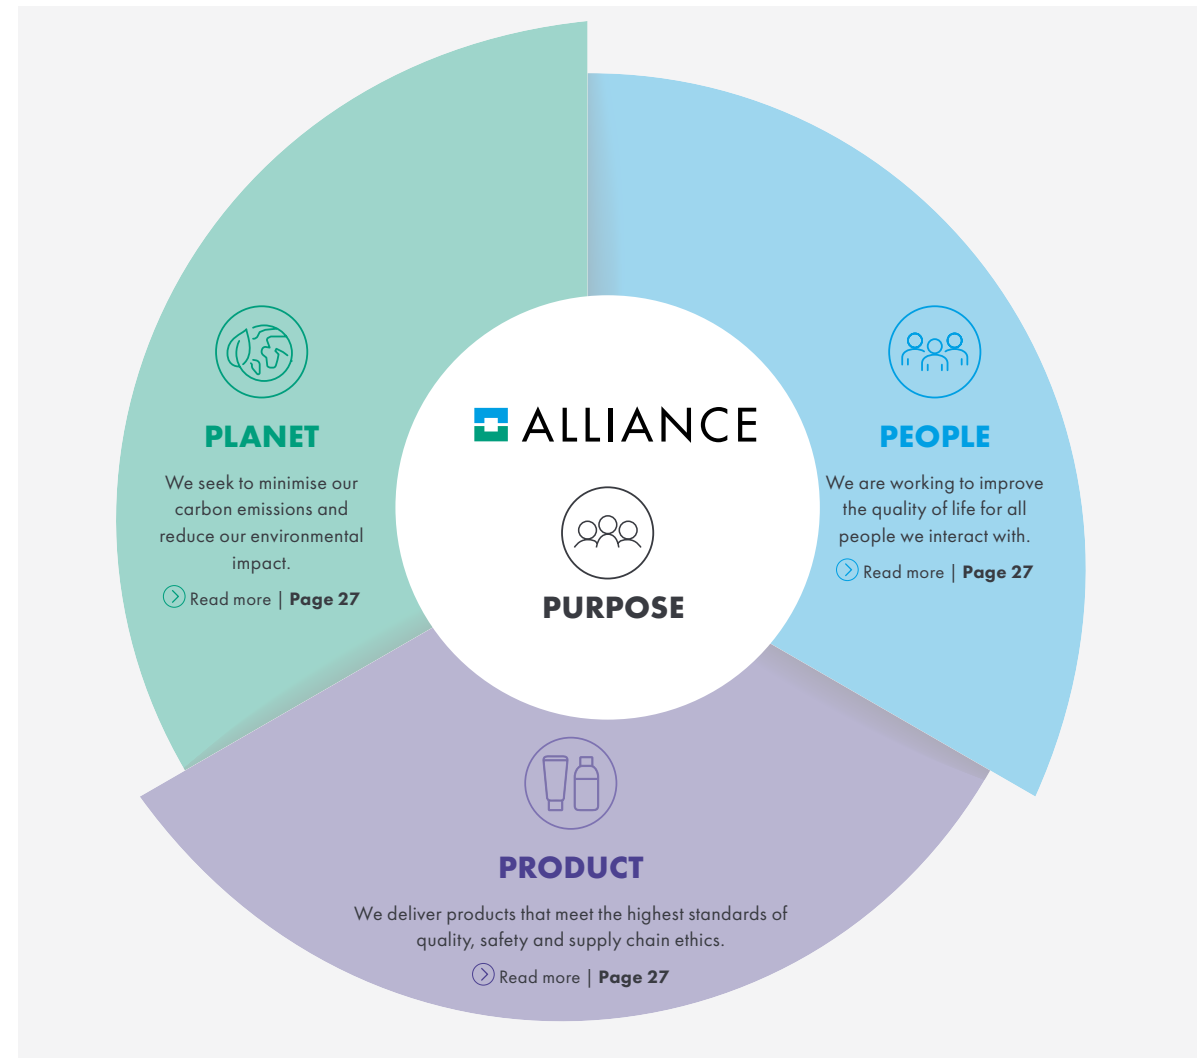 ALLIANCE
PURPOSE
PLANET
We seek to minimise our
carbon emissions and
reduce our environmental
impact.
Read more | Page 27
PEOPLE
We are working to improve
the quality of life for all
people we interact with.
Read more | Page 27
PRODUCT
We deliver products that meet the highest standards of
quality, safety and supply chain ethics.
Read more | Page 27